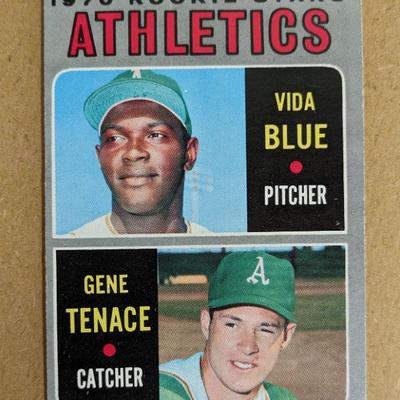 1970 ROOKIE STARS
ATHLETICS
VIDA
BLUE
PITCHER
A
GENE
TENACE
CATCHER